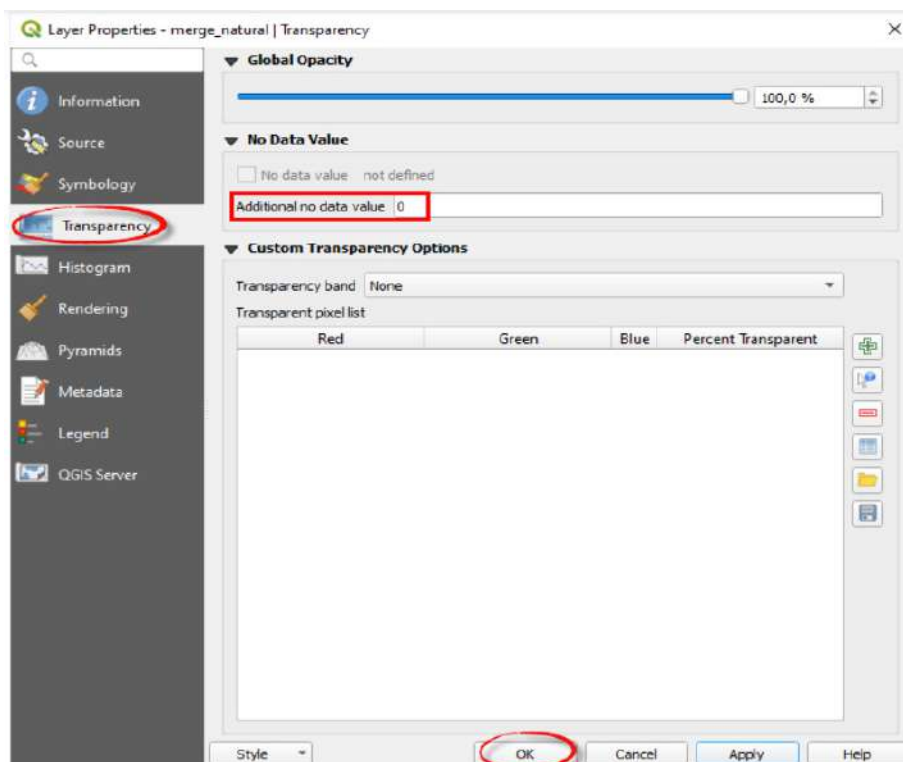 Layer Properties - merge_natural | Transparency
Information
Source
Symbology
Transparency
Histogram
Rendering
Pyramids
Metadata
Legend
QGIS Server
Global Opacity
100,0 %
No Data Value
No data value not defined
Additional no data value 0
Custom Transparency Options
Transparency band None
Transparent pixel list
Red Green Blue Percent Transparent
Style OK Cancel Apply Help